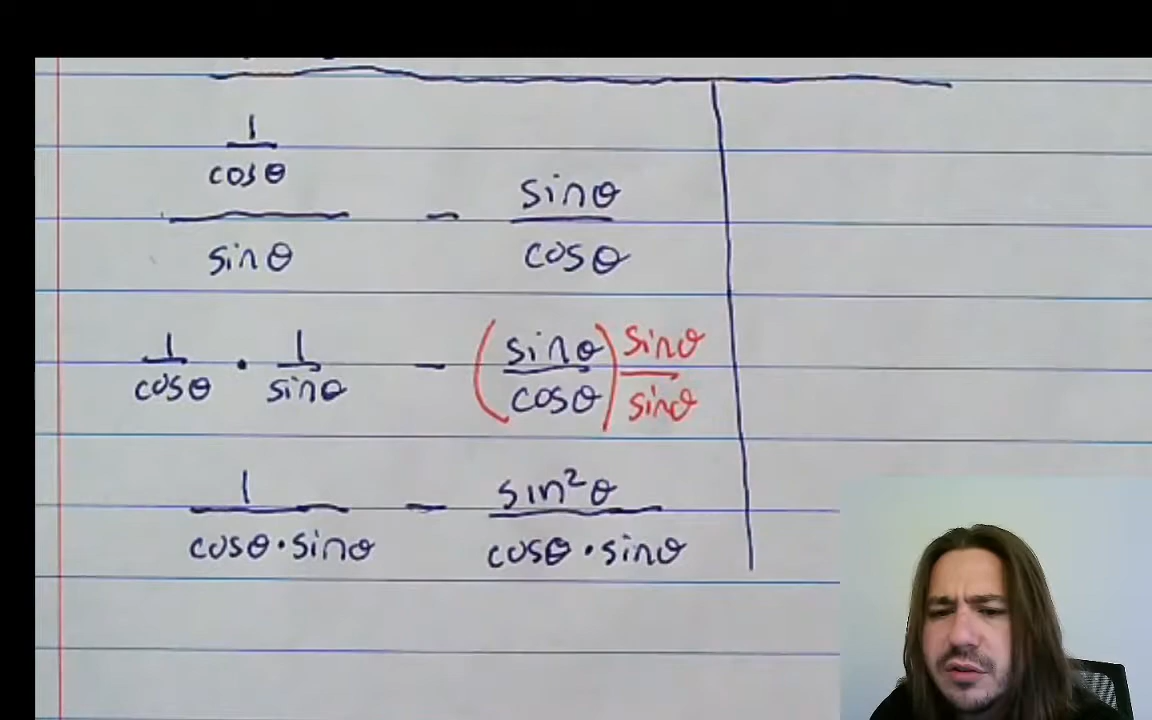 1/cosθ / sinθ - sinθ/cosθ
1/cosθ · 1/sinθ - (sinθ/cosθ) sinθ/sinθ
1/cosθ·sinθ - sin²θ/cosθ·sinθ